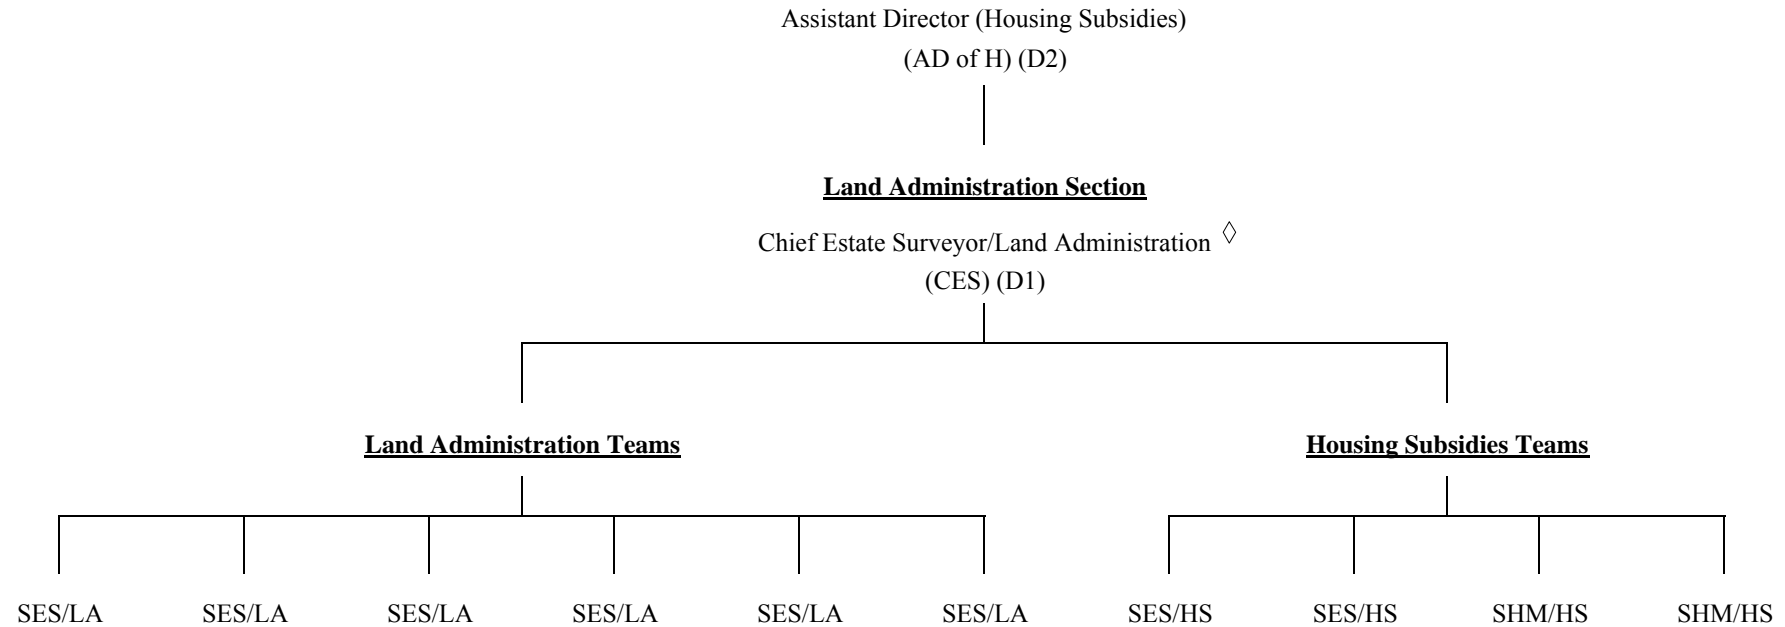 Assistant Director (Housing Subsidies)
(AD of H) (D2)
Land Administration Section
Chief Estate Surveyor/Land Administration ◊
(CES) (D1)
Land Administration Teams
Housing Subsidies Teams
SES/LA SES/LA SES/LA SES/LA SES/LA SES/LA SES/HS SES/HS SHM/HS SHM/HS